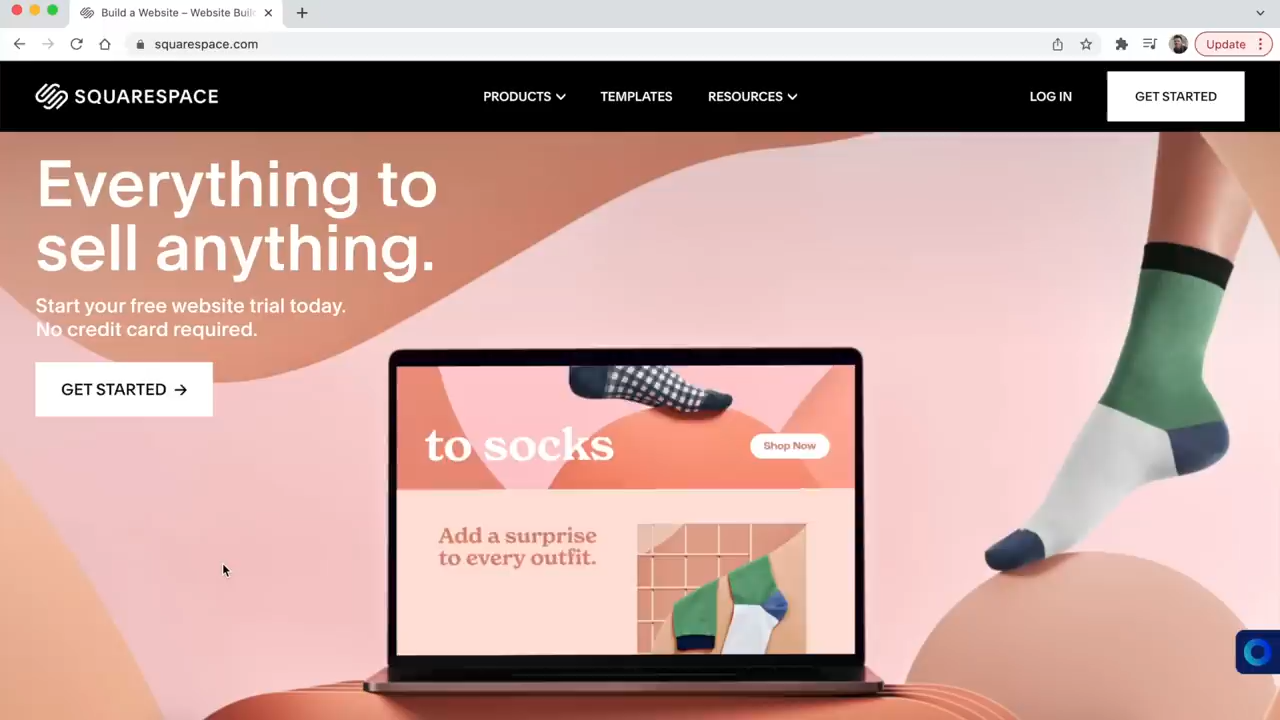 Build a Website – Website Buil
squarespace.com
Update
SQUARESPACE
PRODUCTS
TEMPLATES
RESOURCES
LOG IN
GET STARTED
Everything to
sell anything.
Start your free website trial today.
No credit card required.
GET STARTED →
to socks
Shop Now
Add a surprise
to every outfit.